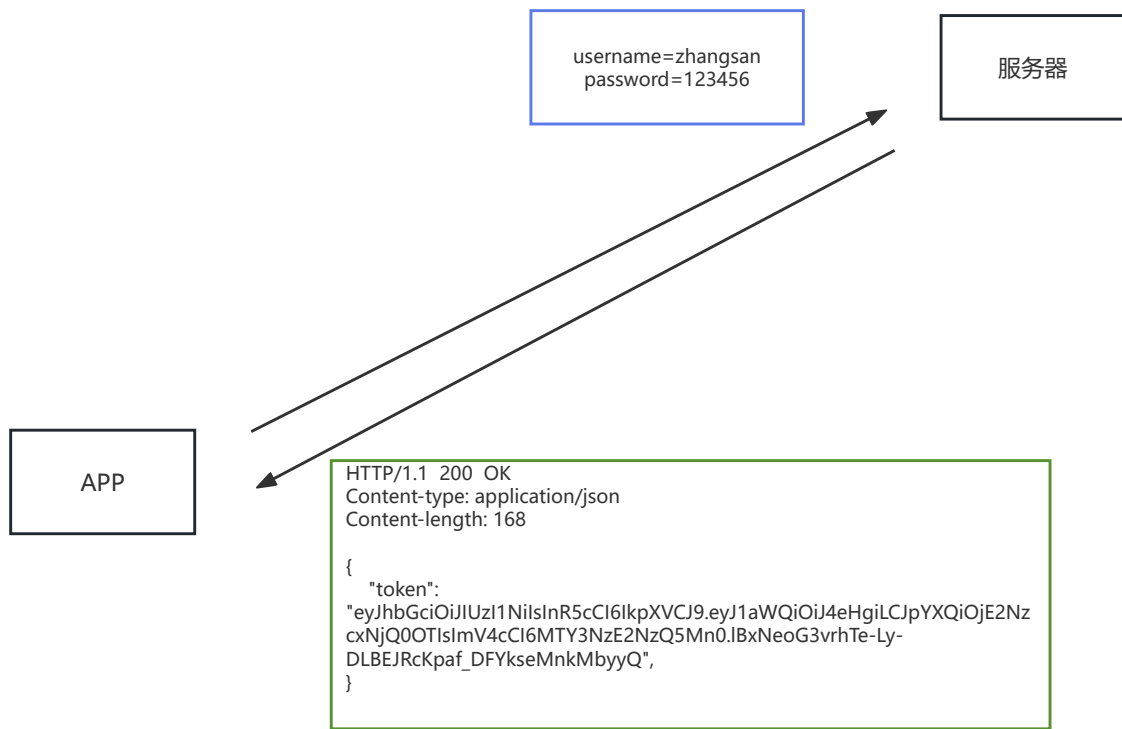 username=zhangsan
password=123456
服务器
APP
HTTP/1.1  200  OK
Content-type: application/json
Content-length: 168
{
"token":
"eyJhbGciOiJIUzI1NiIsInR5cCI6IkpXVCJ9.eyJ1aWQiOiJ4eHgiLCJpYXQiOjE2Nz
cxNjQ0OTIsImV4cCI6MTY3NzE2NzQ5Mn0.lBxNeoG3vrhTe-Ly-
DLBEJRcKpaf_DFYkseMnkMbyyQ",
}